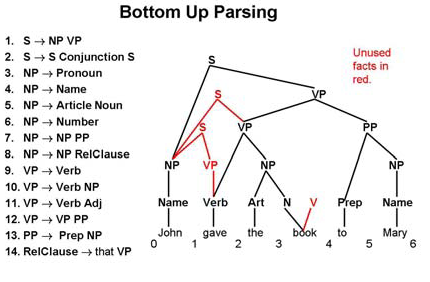 Bottom Up Parsing
1. S → NP VP
2. S → S Conjunction S
3. NP → Pronoun
4. NP → Name
5. NP → Article Noun
6. NP → Number
7. NP → NP PP
8. NP → NP RelClause
9. VP → Verb
10. VP → Verb NP
11. VP → Verb Adj
12. VP → VP PP
13. PP → Prep NP
14. RelClause → that VP
Unused
facts in
red.
S
S VP
S VP PP
NP VP NP NP
Name Verb Art N V Prep Name
John gave the book to Mary
0 1 2 3 4 5 6